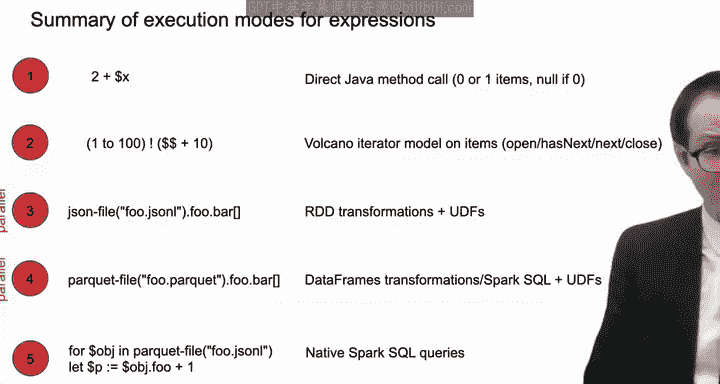 Summary of execution modes for expressions
1
2 + $x
Direct Java method call (0 or 1 items, null if 0)
2
(1 to 100) ! ($$ + 10)
Volcano iterator model on items (open/hasNext/next/close)
parallel
3
json-file("foo.jsonl").foo.bar[]
RDD transformations + UDFs
parallel
4
parquet-file("foo.parquet").foo.bar[]
DataFrames transformations/Spark SQL + UDFs
5
for $obj in parquet-file("foo.jsonl")
let $p := $obj.foo + 1
Native Spark SQL queries